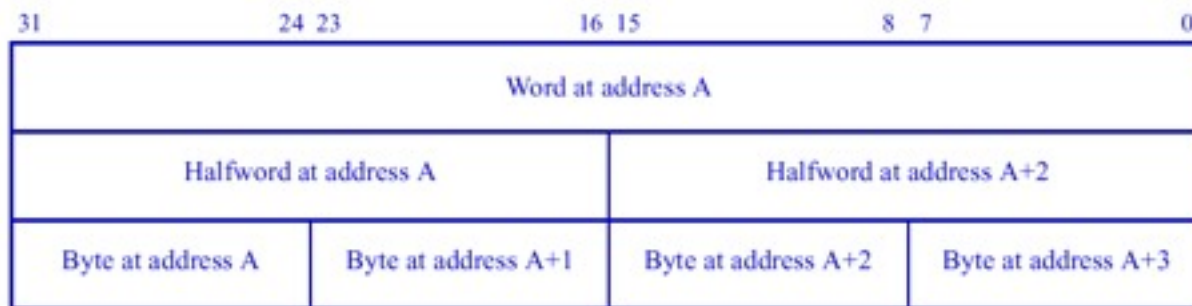 31 24 23 16 15 8 7 0
Word at address A
Halfword at address A Halfword at address A+2
Byte at address A Byte at address A+1 Byte at address A+2 Byte at address A+3